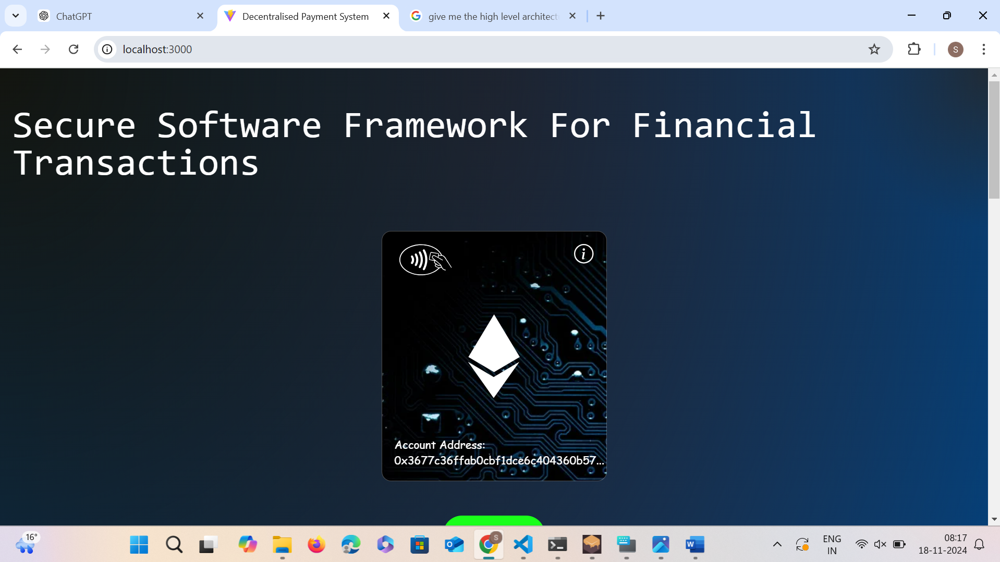 ChatGPT
Decentralised Payment System
give me the high level architect
localhost:3000
S
Secure Software Framework For Financial
Transactions
i
Account Address:
0x3677c36ffab0cbf1dce6c404360b57...
16°
S
ENG
IN
08:17
18-11-2024